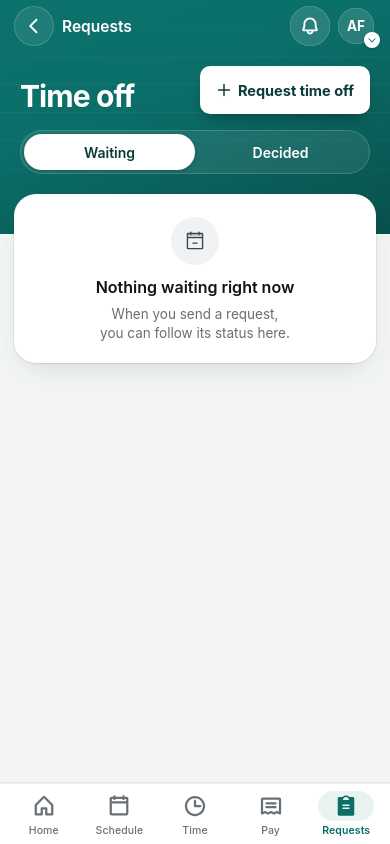 Requests
AF
Time off
Request time off
Waiting
Decided
Nothing waiting right now
When you send a request,
you can follow its status here.
Home
Schedule
Time
Pay
Requests